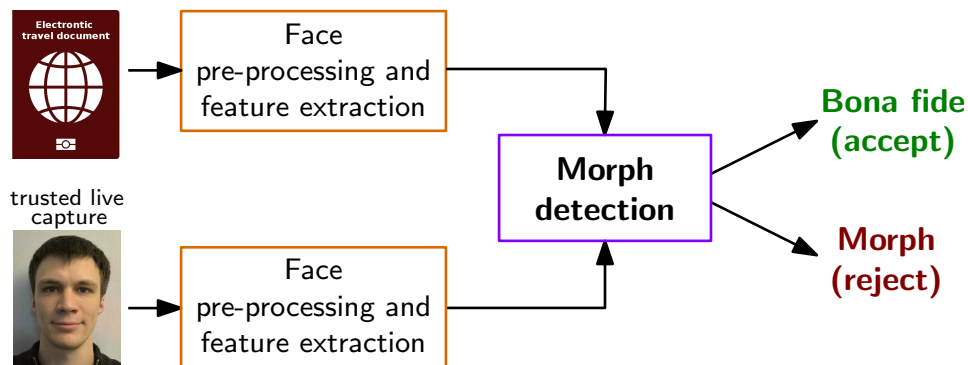 Electrontic
travel document
Face
pre-processing and
feature extraction
trusted live
capture
Face
pre-processing and
feature extraction
Morph
detection
Bona fide
(accept)
Morph
(reject)